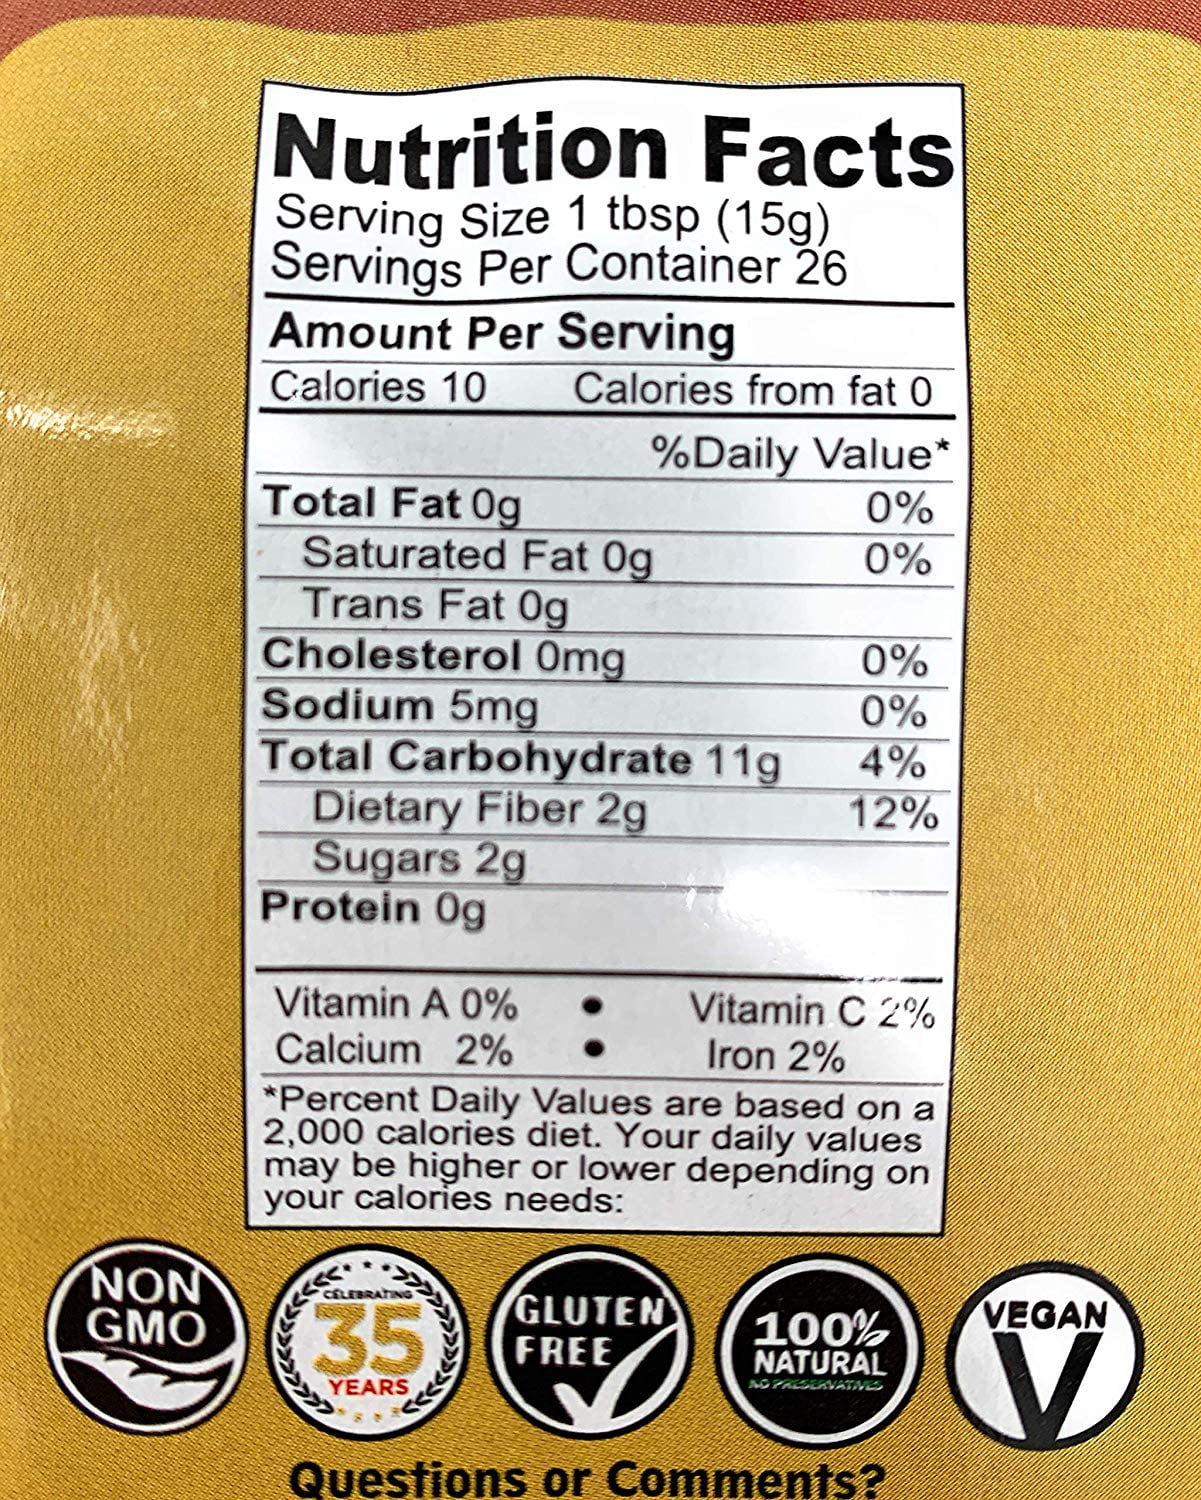 Nutrition Facts
Serving Size 1 tbsp (15g)
Servings Per Container 26
Amount Per Serving
Calories 10 Calories from fat 0
%Daily Value*
Total Fat 0g 0%
Saturated Fat 0g 0%
Trans Fat 0g
Cholesterol 0mg 0%
Sodium 5mg 0%
Total Carbohydrate 11g 4%
Dietary Fiber 2g 12%
Sugars 2g
Protein 0g
Vitamin A 0% • Vitamin C 2%
Calcium 2% • Iron 2%
*Percent Daily Values are based on a
2,000 calories diet. Your daily values
may be higher or lower depending on
your calories needs:
NON
GMO
CELEBRATING
35
YEARS
GLUTEN
FREE
100%
NATURAL
NO PRESERVATIVES
VEGAN
V
Questions or Comments?